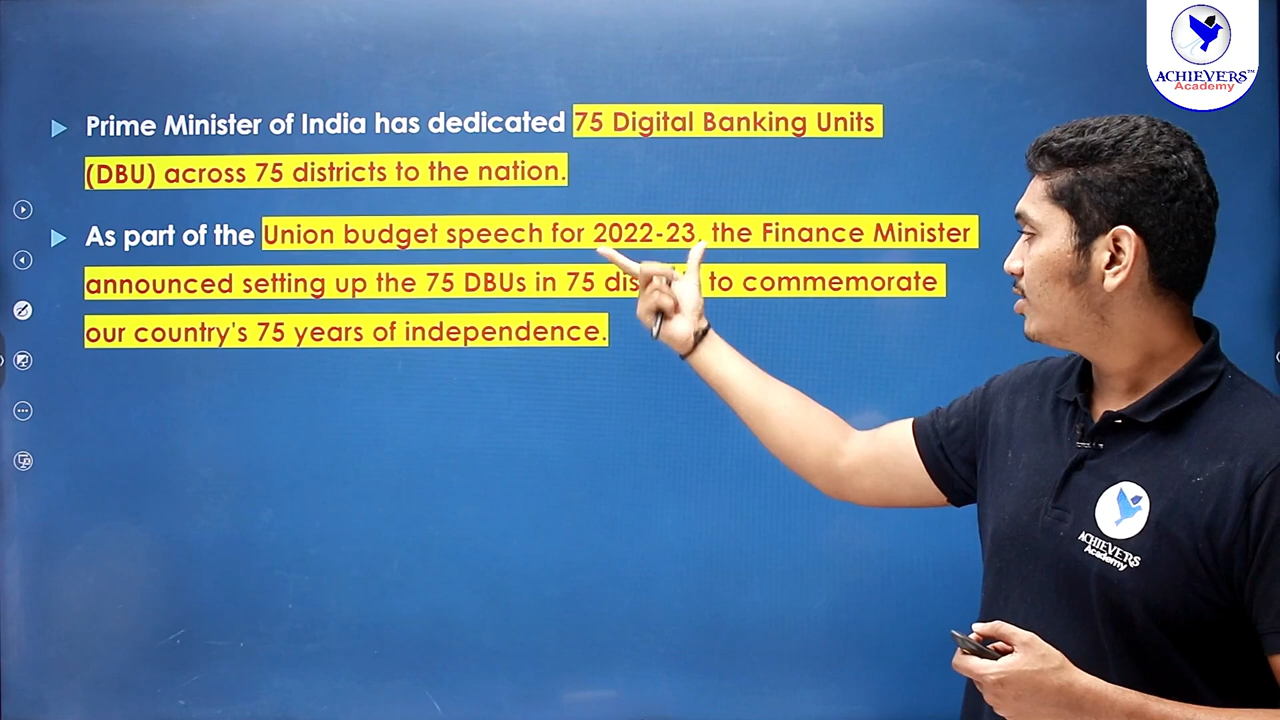 ACHIEVERS™
Academy
Prime Minister of India has dedicated 75 Digital Banking Units
(DBU) across 75 districts to the nation.
As part of the Union budget speech for 2022-23, the Finance Minister
announced setting up the 75 DBUs in 75 to commemorate
our country's 75 years of independence.
ACHIEVERS
Academy